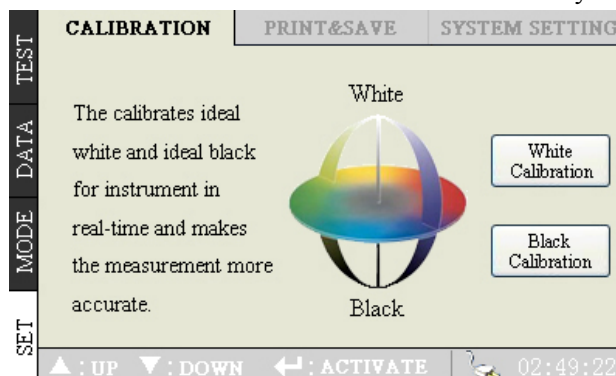 CALIBRATION PRINT&SAVE SYSTEM SETTING
TEST
DATA
MODE
SET
The calibrates ideal
white and ideal black
for instrument in
real-time and makes
the measurement more
accurate.
White
Black
White
Calibration
Black
Calibration
▲ : UP ▼ : DOWN ↵ : ACTIVATE 02:49:22